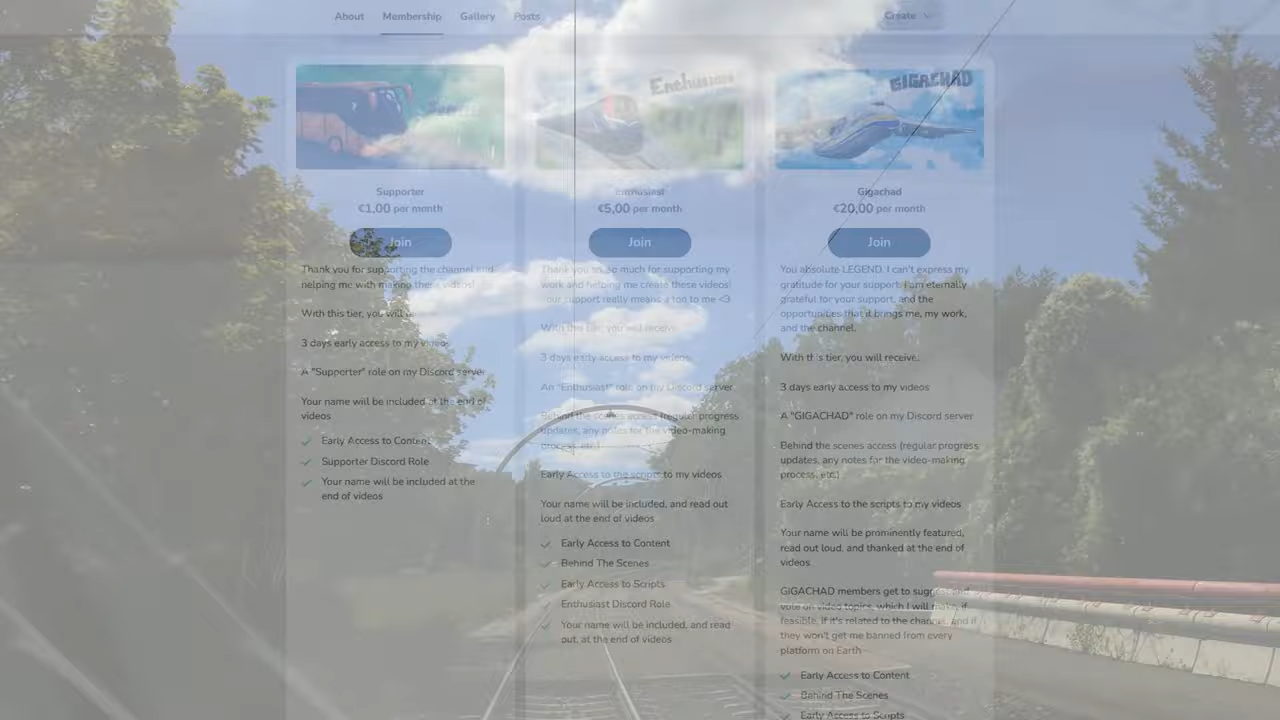 About
Membership
Gallery
Posts
Create
Enthusiast
GIGACHAD
Supporter
€1,00 per month
Join
Thank you for supporting the channel and
helping me with making these videos!
With this tier, you will
3 days early access to my videos
A "Supporter" role on my Discord server
Your name will be included at the end of
videos
Early Access to Content
Supporter Discord Role
Your name will be included at the
end of videos
Enthusiast
€5,00 per month
Join
Thank you so much for supporting my
work and helping me create these videos!
our support really means a ton to me <3
With this tier, you will receive
3 days early access to my videos
An "Enthusiast" role on my Discord server
Behind the scenes access (regular progress
updates, any notes for the video-making
process, etc.)
Early Access to the scripts to my videos
Your name will be included, and read out
loud at the end of videos
Early Access to Content
Behind The Scenes
Early Access to Scripts
Enthusiast Discord Role
Your name will be included, and read
out, at the end of videos
Gigachad
€20,00 per month
Join
You absolute LEGEND. I can't express my
gratitude for your support. I am eternally
grateful for your support, and the
opportunities that it brings me, my work,
and the channel.
With this tier, you will receive:
3 days early access to my videos
A "GIGACHAD" role on my Discord server
Behind the scenes access (regular progress
updates, any notes for the video-making
process, etc.)
Early Access to the scripts to my videos
Your name will be prominently featured,
read out loud, and thanked at the end of
videos.
GIGACHAD members get to suggest and
vote on video topics, which I will make, if
feasible, if it's related to the channel, and if
they won't get me banned from every
platform on Earth
Early Access to Content
Behind The Scenes
Early Access to Scripts